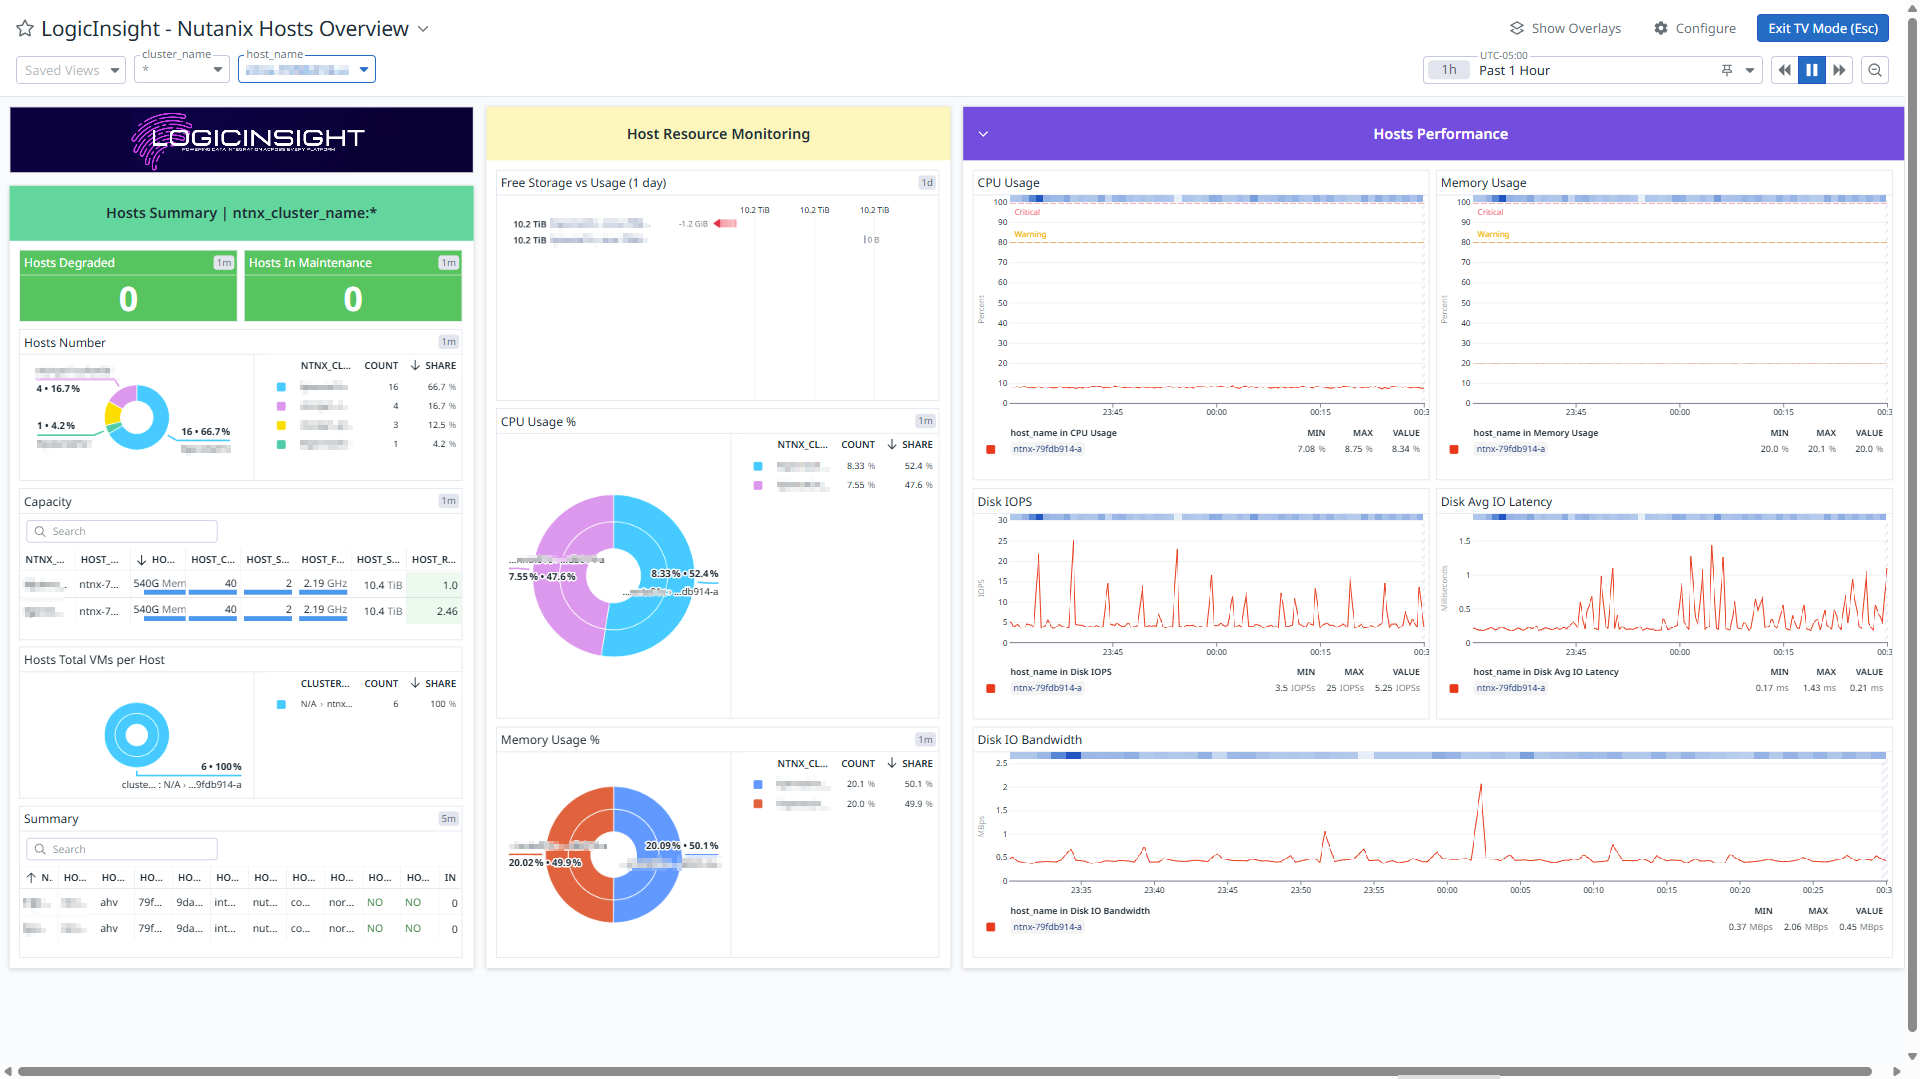 LogicInsight - Nutanix Hosts Overview
Show Overlays
Configure
Exit TV Mode (Esc)
Saved Views
cluster_name
*
host_name
UTC-05:00
1h
Past 1 Hour
LOGICINSIGHT
POWERING DATA INTEGRATION ACROSS EVERY PLATFORM
Hosts Summary | ntnx_cluster_name:*
Hosts Degraded
1m
0
Hosts In Maintenance
1m
0
Hosts Number
1m
4 • 16.7%
1 • 4.2%
16 • 66.7%
NTNX_CL... COUNT SHARE
16 66.7 %
4 16.7 %
3 12.5 %
1 4.2 %
Capacity
1m
Search
NTNX_... HOST_... HO... HOST_C... HOST_S... HOST_F... HOST_S... HOST_R...
ntnx-7... 540G Mem 40 2 2.19 GHz 10.4 TiB 1.0
ntnx-7... 540G Mem 40 2 2.19 GHz 10.4 TiB 2.46
Hosts Total VMs per Host
6 • 100%
cluste... : N/A › ...9fdb914-a
CLUSTER... COUNT SHARE
N/A › ntnx... 6 100 %
Summary
5m
Search
N. HO... HO... HO... HO... HO... HO... HO... HO... HO... HO... IN
ahv 79f... 9da... int... nut... co... nor... NO NO 0
ahv 79f... 9da... int... nut... co... nor... NO NO 0
Host Resource Monitoring
Free Storage vs Usage (1 day)
1d
10.2 TiB 10.2 TiB 10.2 TiB
10.2 TiB -1.2 GiB
10.2 TiB 0 B
CPU Usage %
1m
7.55% • 47.6%
8.33% • 52.4%
...db914-a
NTNX_CL... COUNT SHARE
8.33 % 52.4 %
7.55 % 47.6 %
Memory Usage %
1m
20.09% • 50.1%
20.02% • 49.9%
NTNX_CL... COUNT SHARE
20.1 % 50.1 %
20.0 % 49.9 %
Hosts Performance
CPU Usage
Percent
100
90
80
70
60
50
40
30
20
10
0
Critical
Warning
23:45 00:00 00:15 00:3
host_name in CPU Usage MIN MAX VALUE
ntnx-79fdb914-a 7.08 % 8.75 % 8.34 %
Memory Usage
Percent
100
90
80
70
60
50
40
30
20
10
0
Critical
Warning
23:45 00:00 00:15 00:3
host_name in Memory Usage MIN MAX VALUE
ntnx-79fdb914-a 20.0 % 20.1 % 20.0 %
Disk IOPS
IOPS
30
25
20
15
10
5
0
23:45 00:00 00:15 00:3
host_name in Disk IOPS MIN MAX VALUE
ntnx-79fdb914-a 3.5 IOPSs 25 IOPSs 5.25 IOPSs
Disk Avg IO Latency
Milliseconds
1.5
1
0.5
0
23:45 00:00 00:15 00:3
host_name in Disk Avg IO Latency MIN MAX VALUE
ntnx-79fdb914-a 0.17 ms 1.43 ms 0.21 ms
Disk IO Bandwidth
MBps
2.5
2
1.5
1
0.5
0
23:35 23:40 23:45 23:50 23:55 00:00 00:05 00:10 00:15 00:20 00:25 00:3
host_name in Disk IO Bandwidth MIN MAX VALUE
ntnx-79fdb914-a 0.37 MBps 2.06 MBps 0.45 MBps